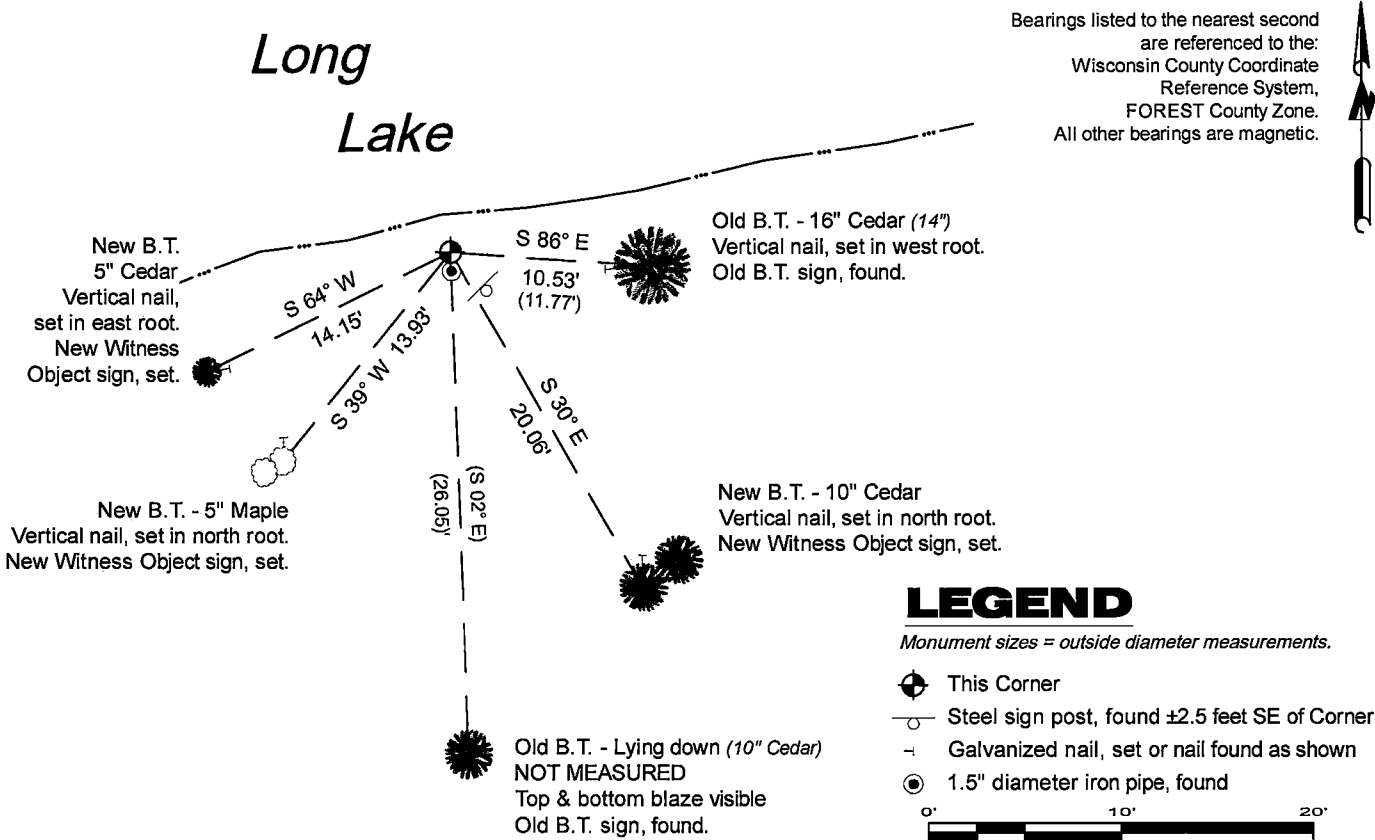 Long
Lake
Bearings listed to the nearest second
are referenced to the:
Wisconsin County Coordinate
Reference System,
FOREST County Zone.
All other bearings are magnetic.
N
New B.T.
5" Cedar
Vertical nail,
set in east root.
New Witness
Object sign, set.
S 64° W
14.15'
S 39° W 13.93'
S 86° E
10.53'
(11.77')
Old B.T. - 16" Cedar (14")
Vertical nail, set in west root.
Old B.T. sign, found.
S 30° E
20.06'
(S 02° E)
(26.05)'
New B.T. - 5" Maple
Vertical nail, set in north root.
New Witness Object sign, set.
New B.T. - 10" Cedar
Vertical nail, set in north root.
New Witness Object sign, set.
Old B.T. - Lying down (10" Cedar)
NOT MEASURED
Top & bottom blaze visible
Old B.T. sign, found.
LEGEND
Monument sizes = outside diameter measurements.
This Corner
Steel sign post, found ±2.5 feet SE of Corner
Galvanized nail, set or nail found as shown
1.5" diameter iron pipe, found
0' 10' 20'